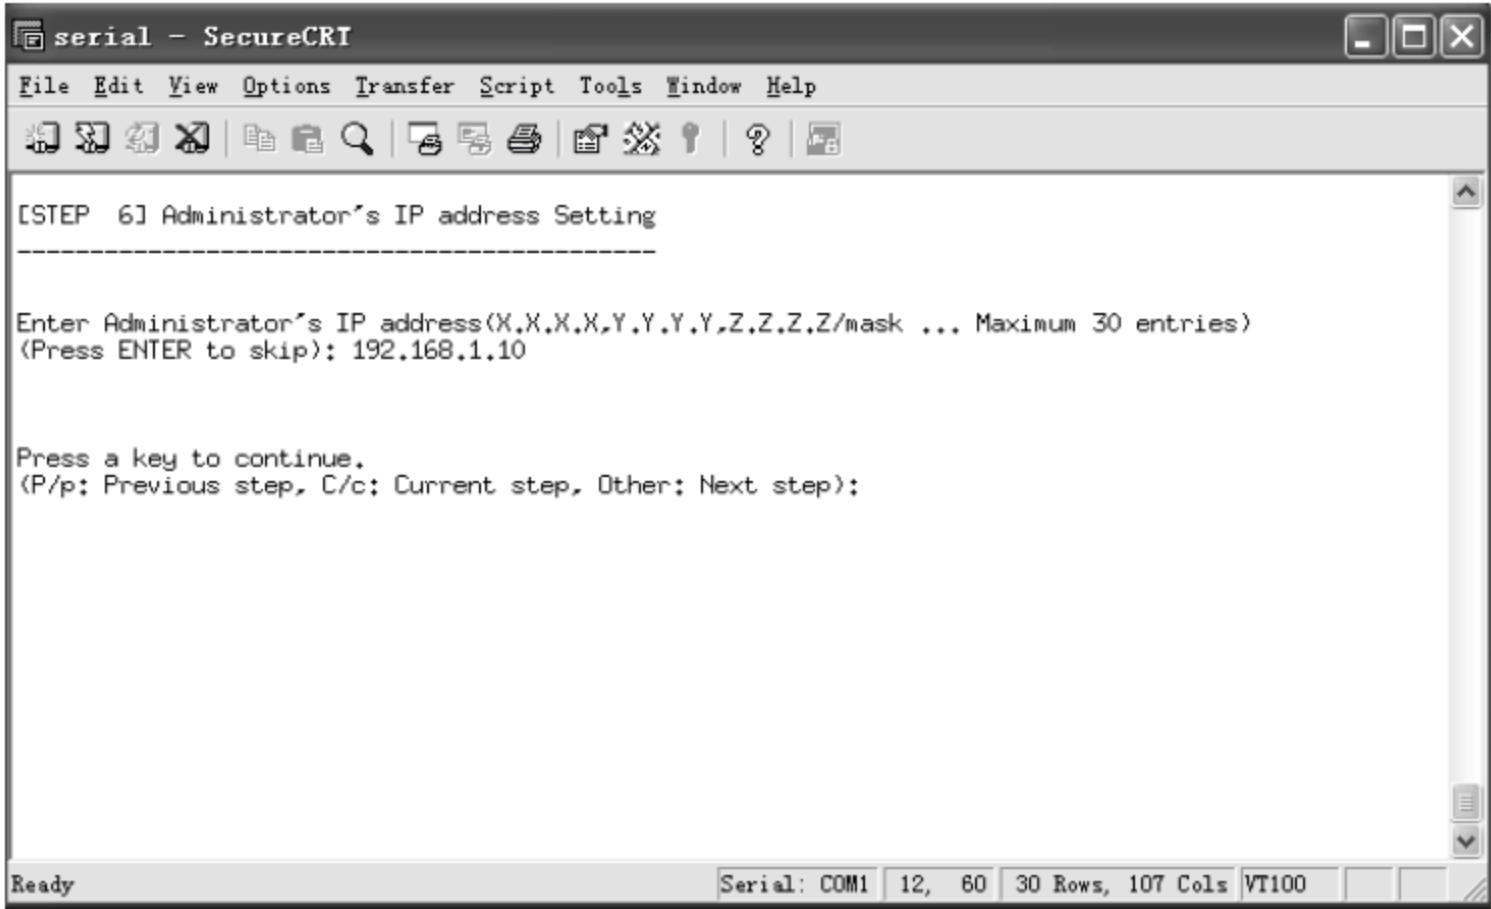 serial - SecureCRT
File Edit View Options Transfer Script Tools Window Help
[STEP  6] Administrator's IP address Setting
--------------------------------------------
Enter Administrator's IP address(X.X.X.X,Y.Y.Y.Y,Z.Z.Z.Z/mask ... Maximum 30 entries)
(Press ENTER to skip): 192.168.1.10
Press a key to continue.
(P/p: Previous step, C/c: Current step, Other: Next step):
Ready Serial: COM1 12, 60 30 Rows, 107 Cols VT100